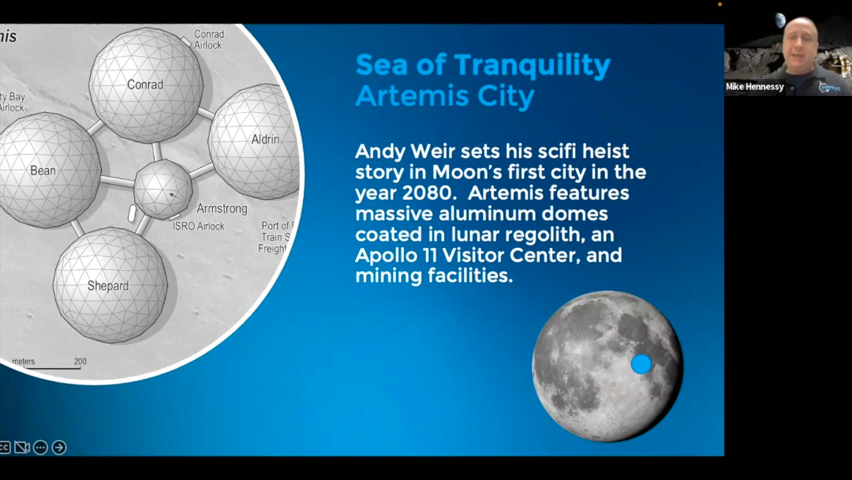 Conrad
Airlock
Conrad
Aldrin
Bean
Armstrong
ISRO Airlock
Shepard
meters 200
Sea of Tranquility
Artemis City
Andy Weir sets his scifi heist
story in Moon's first city in the
year 2080. Artemis features
massive aluminum domes
coated in lunar regolith, an
Apollo 11 Visitor Center, and
mining facilities.
Mike Hennessy